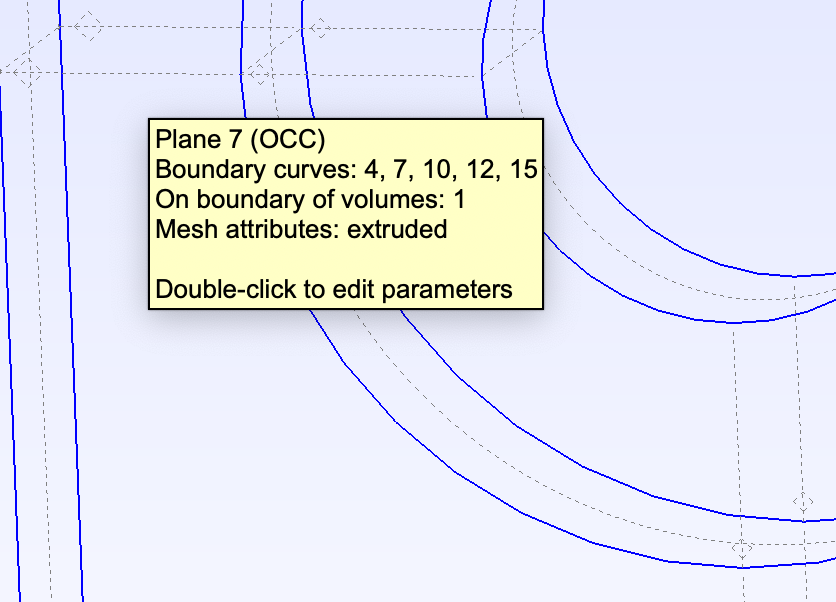 Plane 7 (OCC)
Boundary curves: 4, 7, 10, 12, 15
On boundary of volumes: 1
Mesh attributes: extruded
Double-click to edit parameters